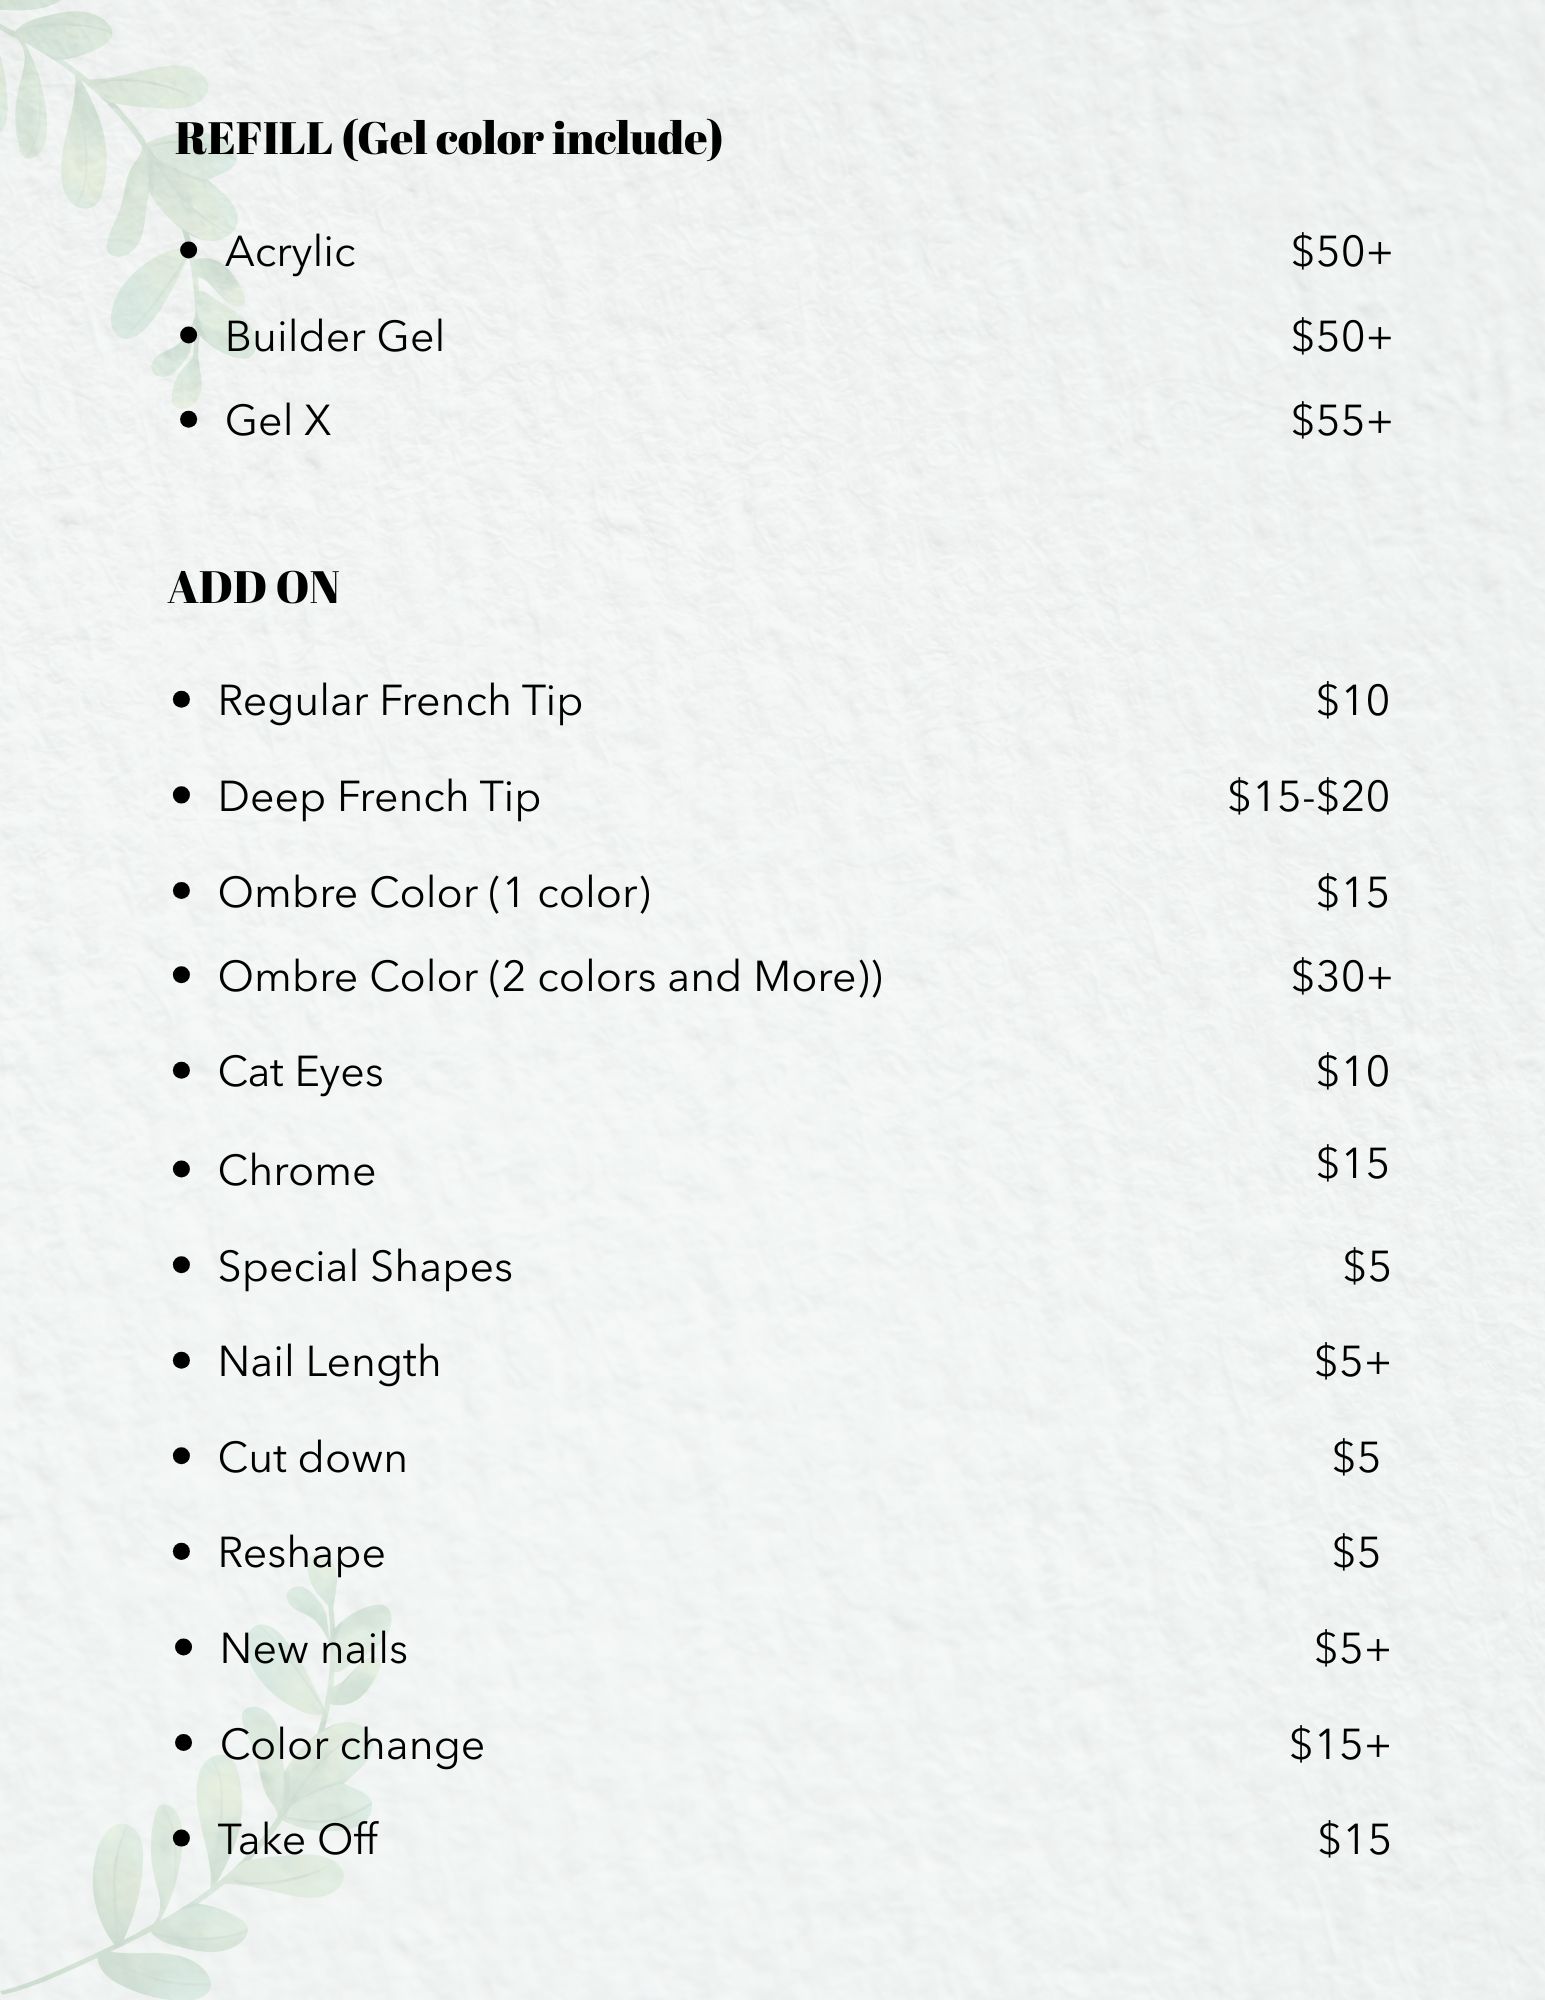 REFILL (Gel color include)
• Acrylic $50+
• Builder Gel $50+
• Gel X $55+
ADD ON
• Regular French Tip $10
• Deep French Tip $15-$20
• Ombre Color (1 color) $15
• Ombre Color (2 colors and More)) $30+
• Cat Eyes $10
• Chrome $15
• Special Shapes $5
• Nail Length $5+
• Cut down $5
• Reshape $5
• New nails $5+
• Color change $15+
• Take Off $15